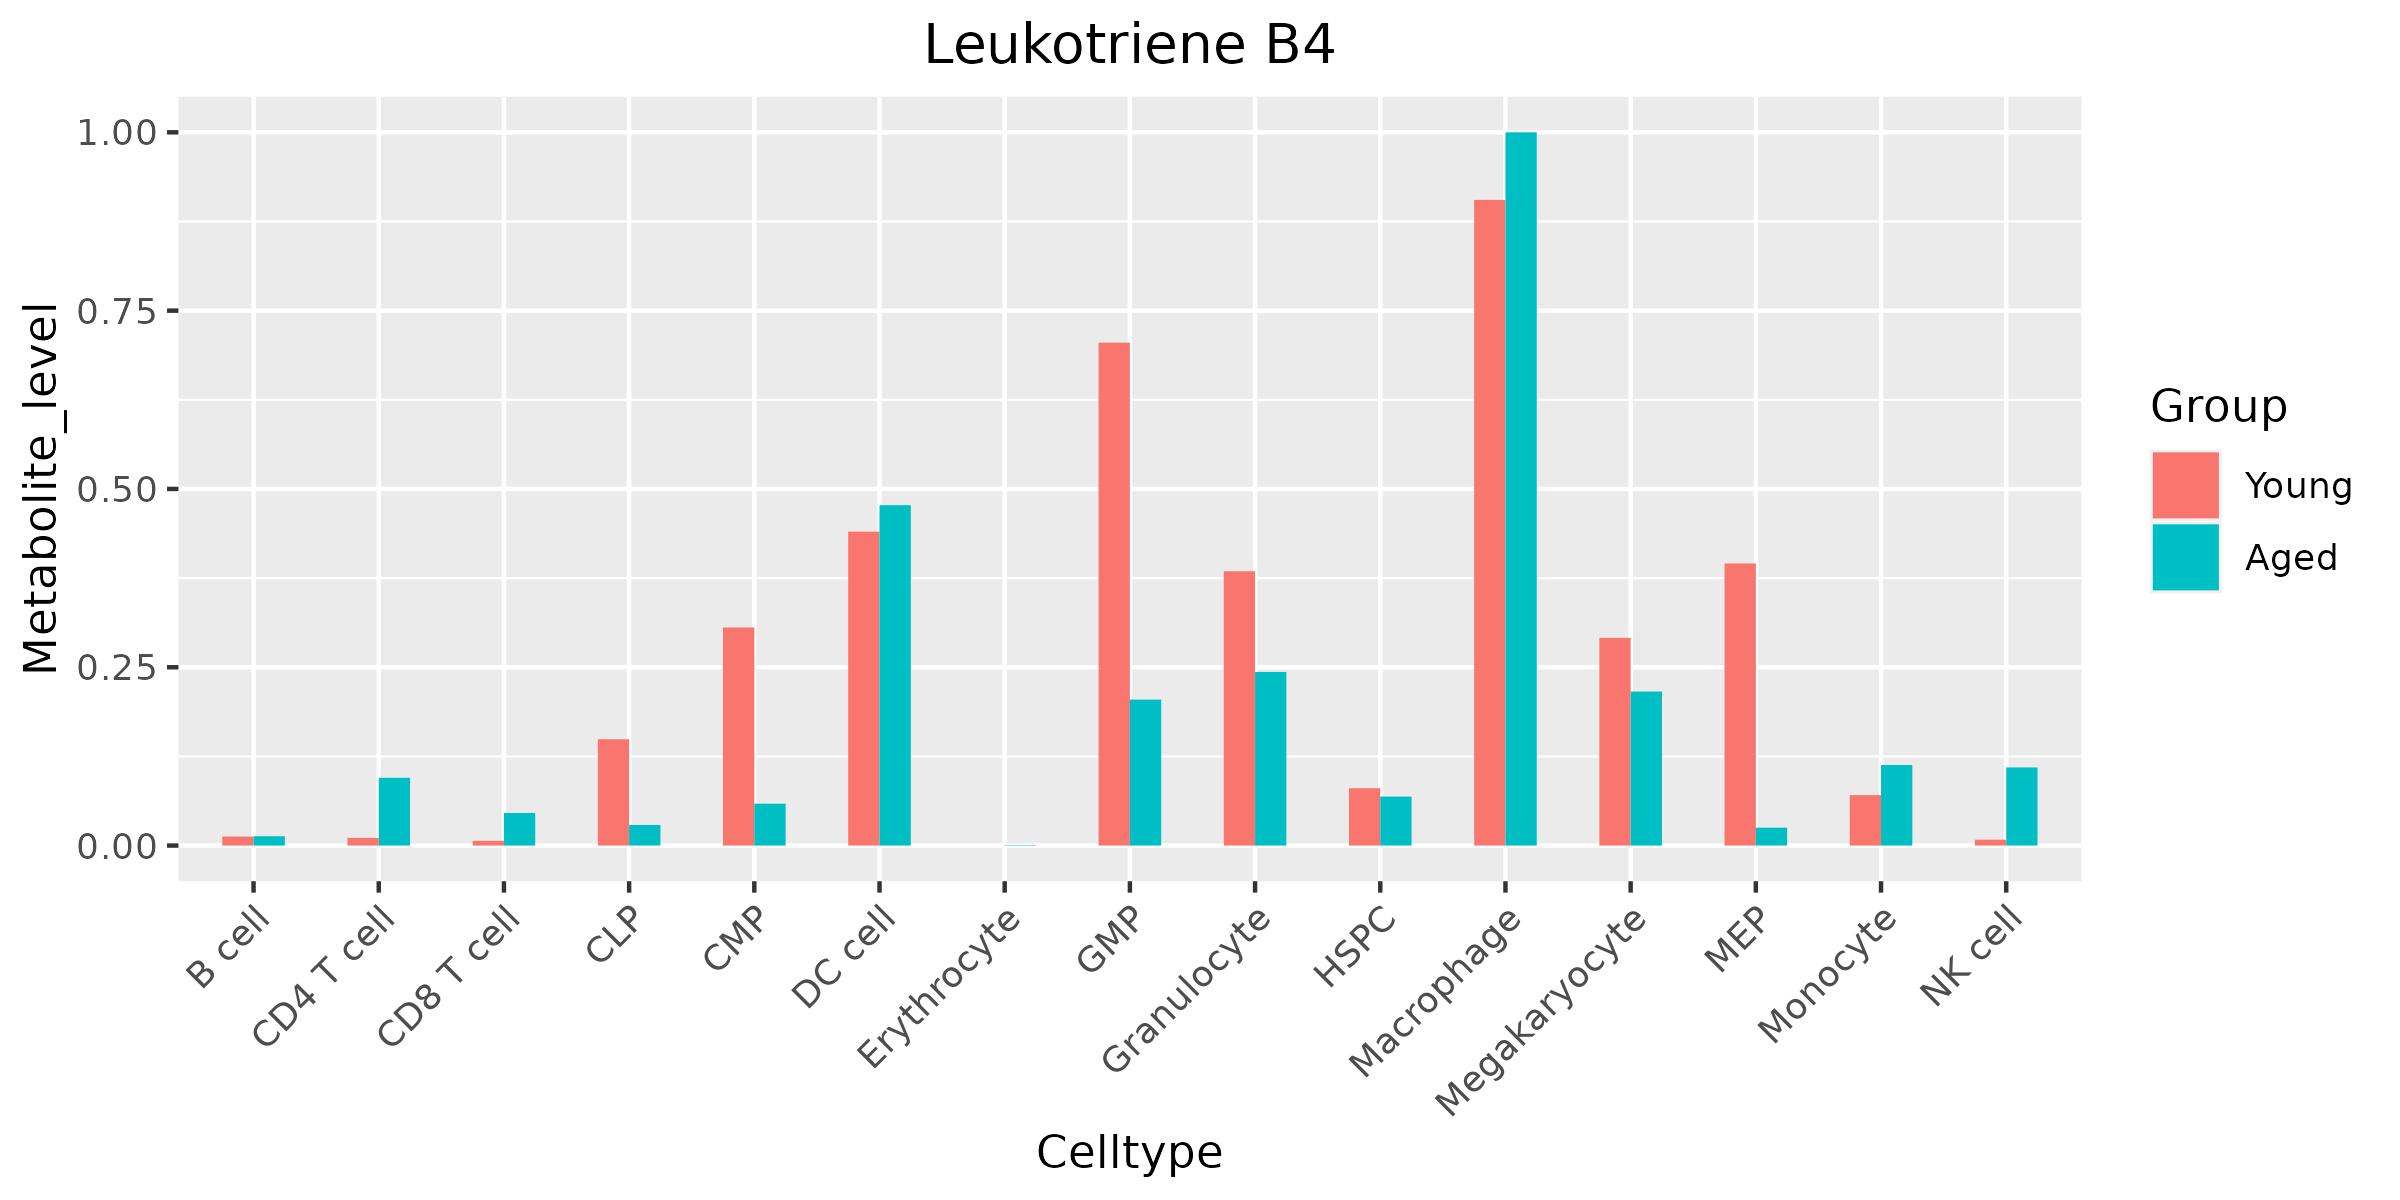 Leukotriene B4
Metabolite_level
1.00
0.75
0.50
0.25
0.00
B cell
CD4 T cell
CD8 T cell
CLP
CMP
DC cell
Erythrocyte
GMP
Granulocyte
HSPC
Macrophage
Megakaryocyte
MEP
Monocyte
NK cell
Celltype
Group
Young
Aged